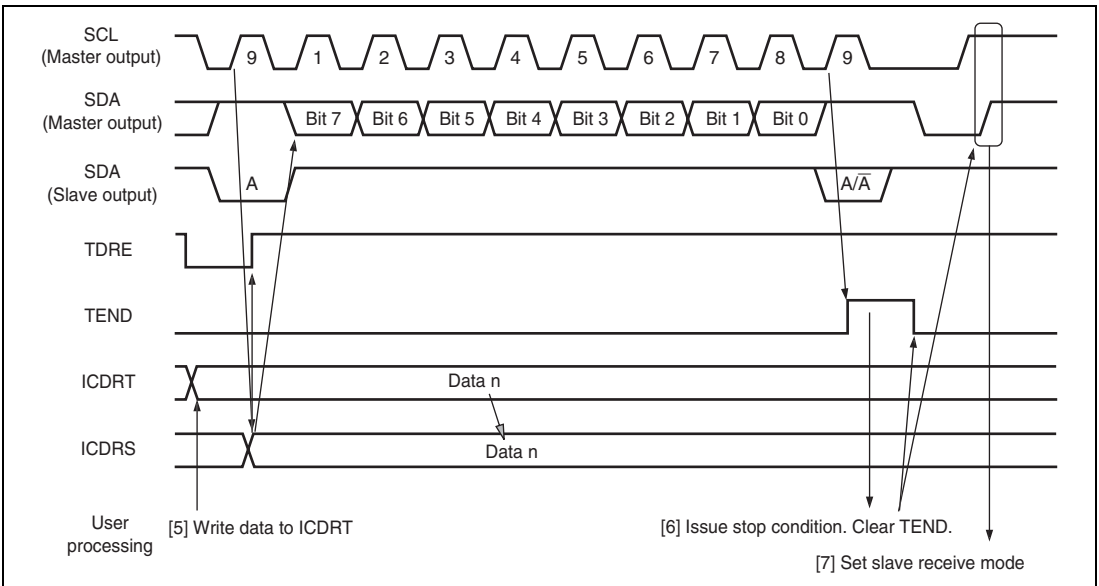 SCL
(Master output)
9 1 2 3 4 5 6 7 8 9
SDA
(Master output)
Bit 7 Bit 6 Bit 5 Bit 4 Bit 3 Bit 2 Bit 1 Bit 0
SDA
(Slave output)
A A/A̅
TDRE
TEND
ICDRT
Data n
ICDRS
Data n
User
processing
[5] Write data to ICDRT
[6] Issue stop condition. Clear TEND.
[7] Set slave receive mode